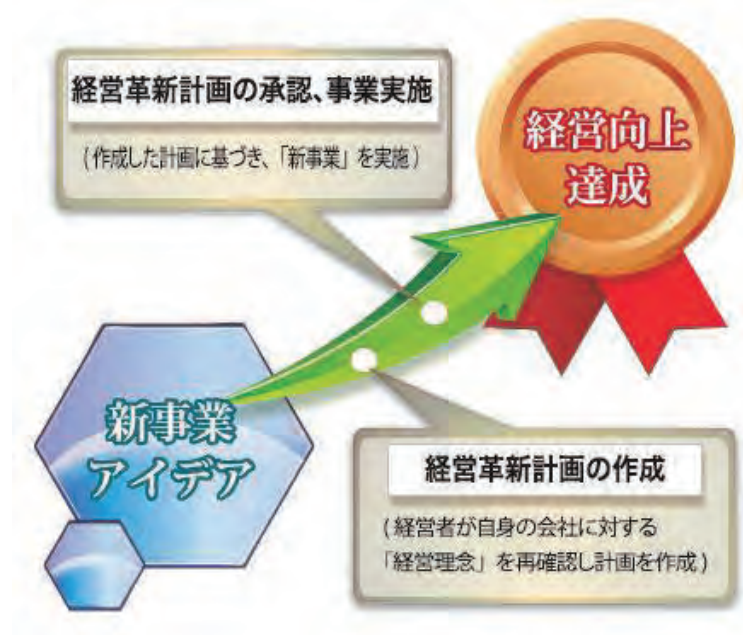 経営革新計画の承認、事業実施
(作成した計画に基づき、「新事業」を実施)
経営向上
達成
新事業
アイデア
経営革新計画の作成
(経営者が自身の会社に対する
「経営理念」を再確認し計画を作成)